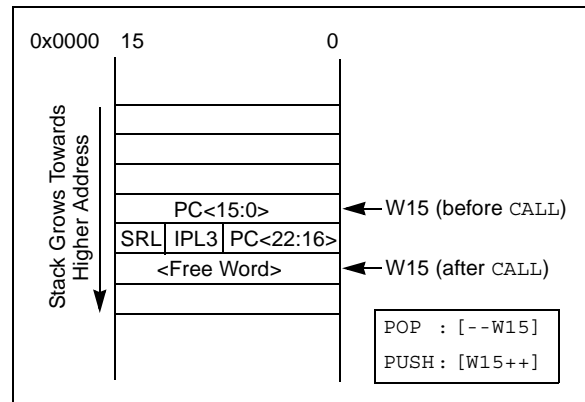 0x0000 15 0
Stack Grows Towards
Higher Address
PC<15:0>
W15 (before CALL)
SRL IPL3 PC<22:16>
<Free Word>
W15 (after CALL)
POP : [--W15]
PUSH : [W15++]